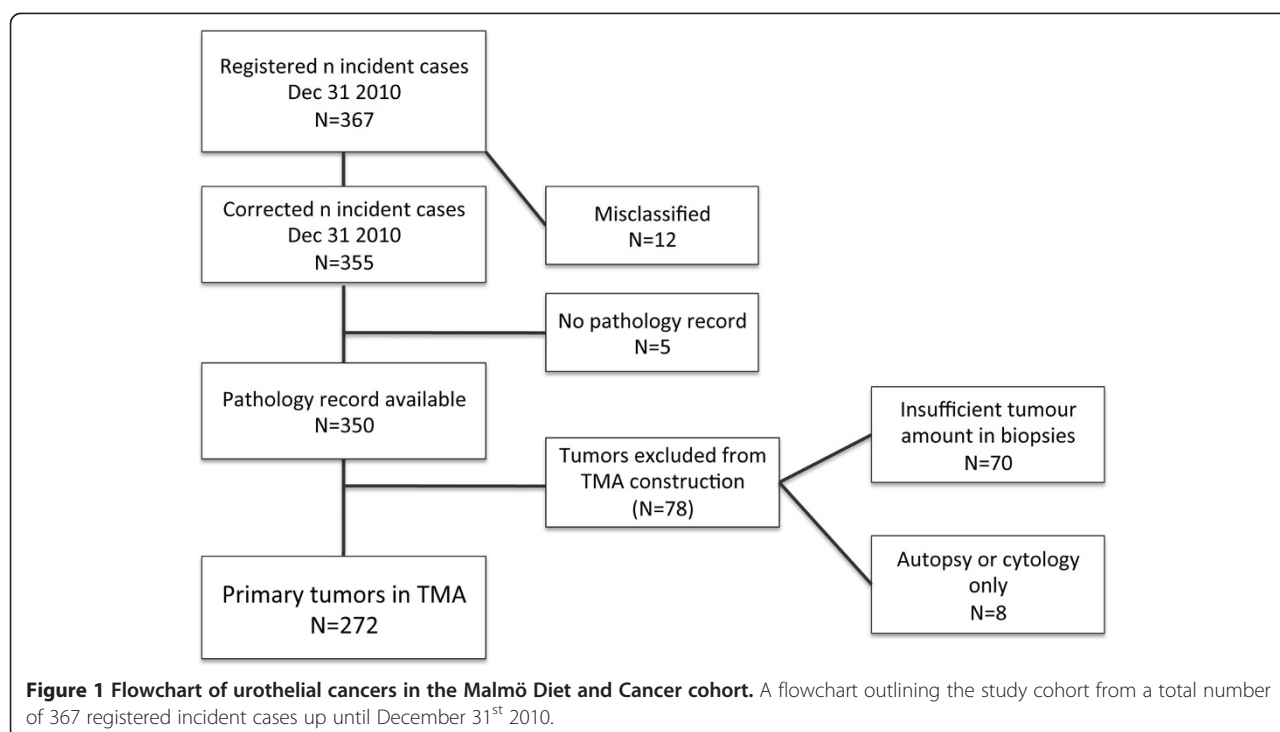 Registered n incident cases
Dec 31 2010
N=367
Corrected n incident cases
Dec 31 2010
N=355
Misclassified
N=12
No pathology record
N=5
Pathology record available
N=350
Tumors excluded from
TMA construction
(N=78)
Insufficient tumour
amount in biopsies
N=70
Autopsy or cytology
only
N=8
Primary tumors in TMA
N=272
Figure 1 Flowchart of urothelial cancers in the Malmö Diet and Cancer cohort. A flowchart outlining the study cohort from a total number
of 367 registered incident cases up until December 31st 2010.